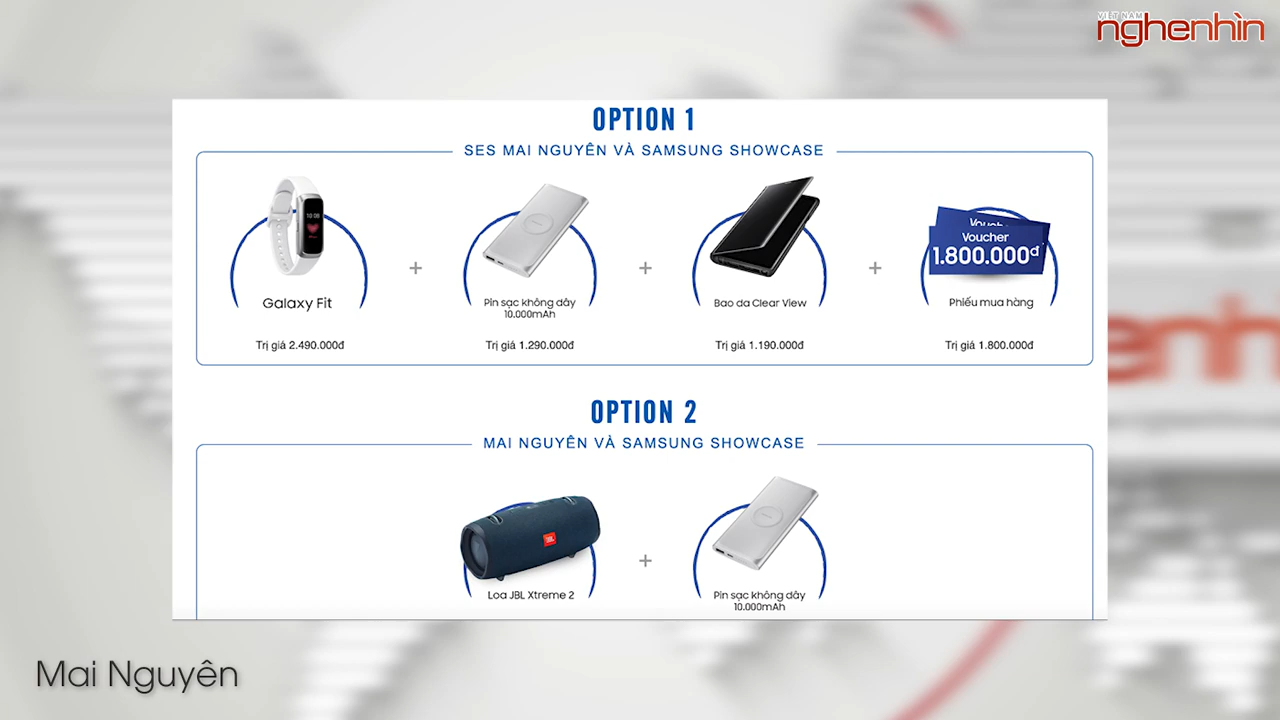 VIỆT NAM
nghenhìn
OPTION 1
SES MAI NGUYÊN VÀ SAMSUNG SHOWCASE
Galaxy Fit
Pin sạc không dây
10.000mAh
Bao da Clear View
Voucher
1.800.000đ
Phiếu mua hàng
Trị giá 2.490.000đ
Trị giá 1.290.000đ
Trị giá 1.190.000đ
Trị giá 1.800.000đ
OPTION 2
MAI NGUYÊN VÀ SAMSUNG SHOWCASE
JBL
Loa JBL Xtreme 2
Pin sạc không dây
10.000mAh
Mai Nguyên